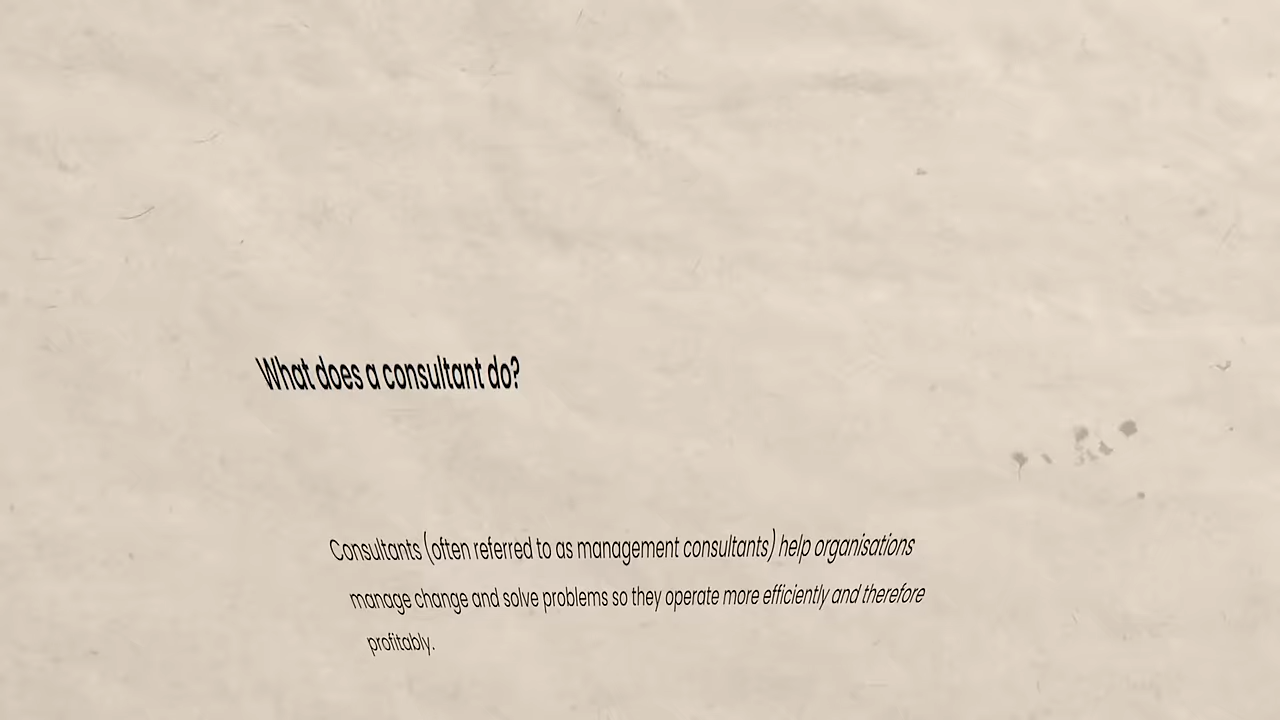 What does a consultant do?
Consultants (often referred to as management consultants) help organisations
manage change and solve problems so they operate more efficiently and therefore
profitably.